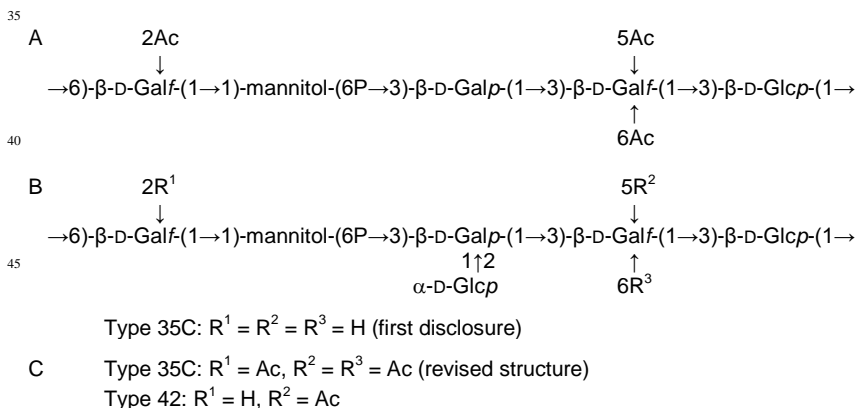 35
A 2Ac 5Ac
↓ ↓
→6)-β-D-Galf-(1→1)-mannitol-(6P→3)-β-D-Galp-(1→3)-β-D-Galf-(1→3)-β-D-Glcp-(1→
↑
40 6Ac
B 2R¹ 5R²
↓ ↓
→6)-β-D-Galf-(1→1)-mannitol-(6P→3)-β-D-Galp-(1→3)-β-D-Galf-(1→3)-β-D-Glcp-(1→
45 1↑2 ↑
α-D-Glcp 6R³
Type 35C: R¹ = R² = R³ = H (first disclosure)
C Type 35C: R¹ = Ac, R² = R³ = Ac (revised structure)
Type 42: R¹ = H, R² = Ac